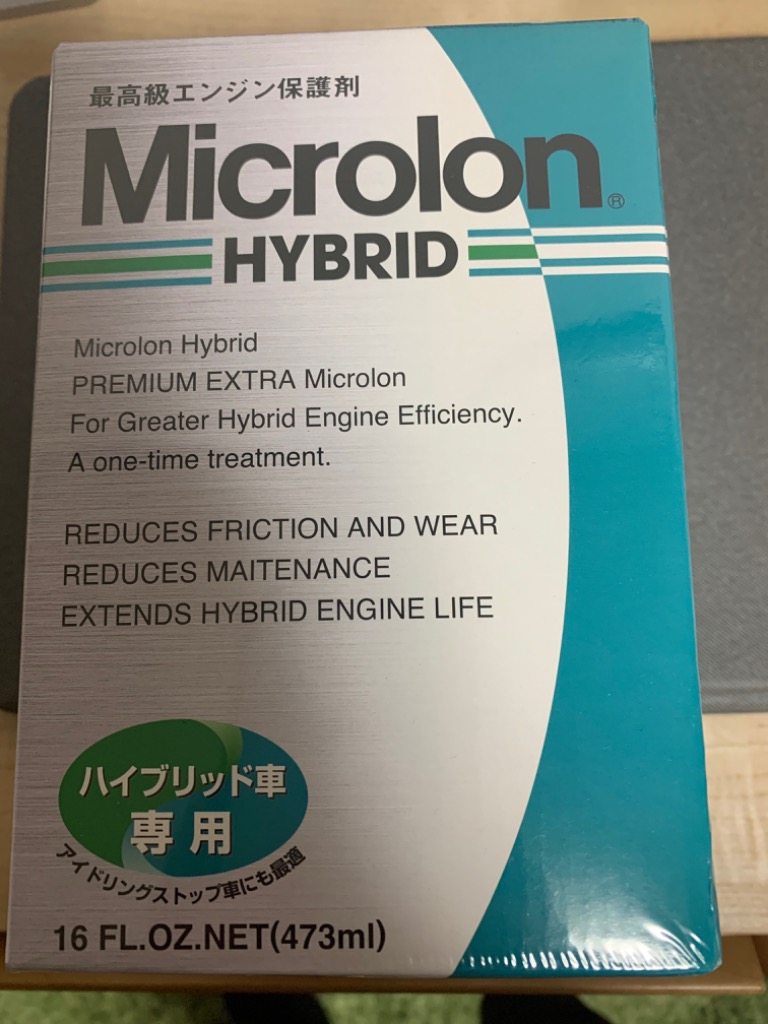 最高級エンジン保護剤
Microlon®
HYBRID
Microlon Hybrid
PREMIUM EXTRA Microlon
For Greater Hybrid Engine Efficiency.
A one-time treatment.
REDUCES FRICTION AND WEAR
REDUCES MAITENANCE
EXTENDS HYBRID ENGINE LIFE
ハイブリッド車
専用
アイドリングストップ車にも最適
16 FL.OZ.NET(473ml)